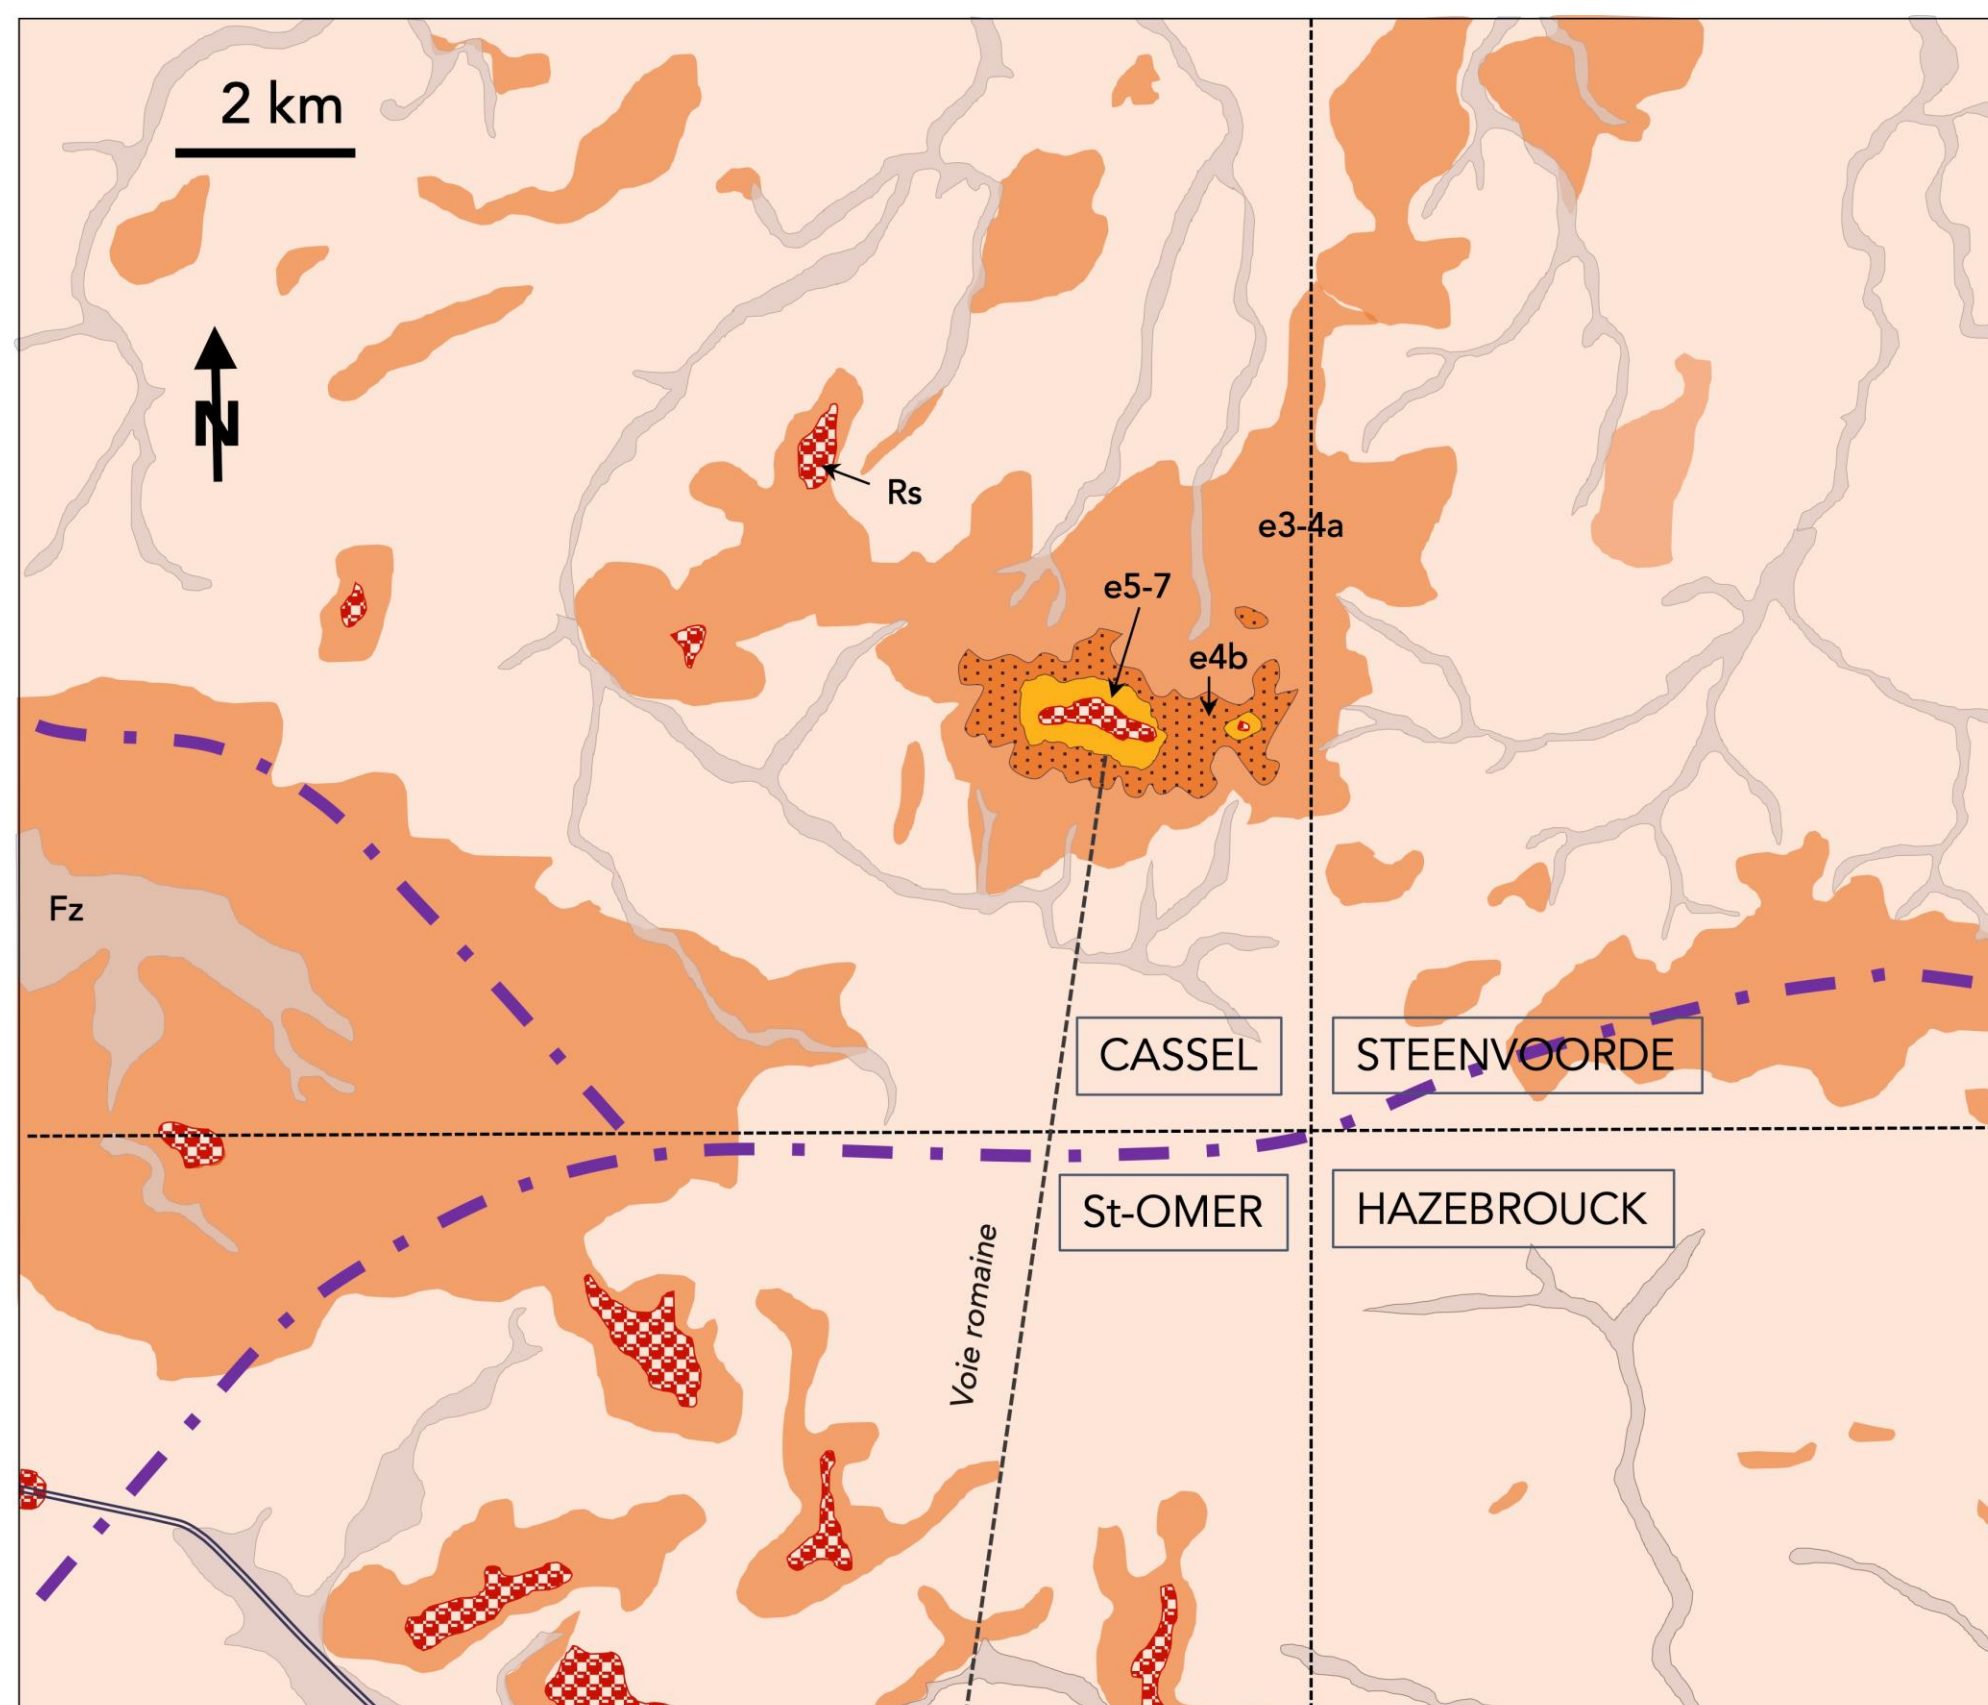 2 km
N
Rs
e3-4a
e5-7
e4b
Fz
CASSEL
STEENVOORDE
St-OMER
HAZEBROUCK
Voie romaine